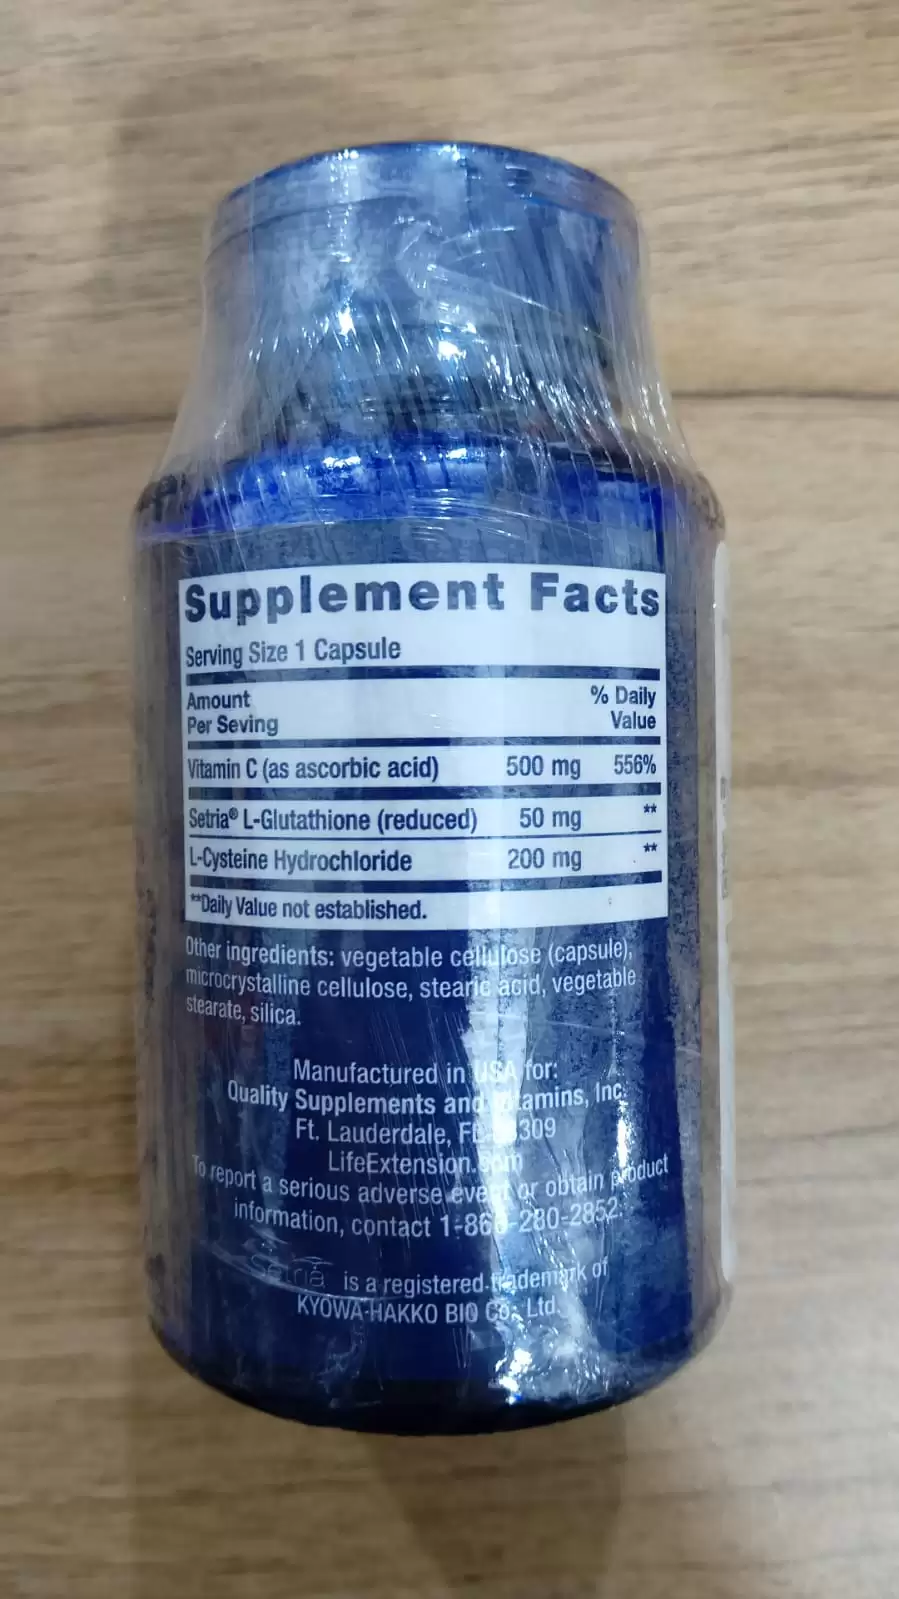 Supplement Facts
Serving Size 1 Capsule
Amount Per Seving % Daily Value
Vitamin C (as ascorbic acid) 500 mg 556%
Setria® L-Glutathione (reduced) 50 mg **
L-Cysteine Hydrochloride 200 mg **
**Daily Value not established.
Other ingredients: vegetable cellulose (capsule),
microcrystalline cellulose, stearic acid, vegetable
stearate, silica.
Manufactured in USA for:
Quality Supplements and Inc.
Ft. Lauderdale,
LifeExtension.com
To report a serious adverse event or obtain product
information, contact
Setria is a registered trademark of
KYOWA-HAKKO BIO Co., Ltd.